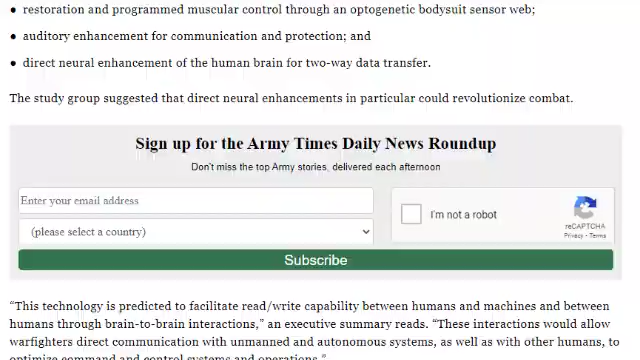 • restoration and programmed muscular control through an optogenetic bodysuit sensor web;
• auditory enhancement for communication and protection; and
• direct neural enhancement of the human brain for two-way data transfer.
The study group suggested that direct neural enhancements in particular could revolutionize combat.
Sign up for the Army Times Daily News Roundup
Don't miss the top Army stories, delivered each afternoon
Enter your email address
(please select a country)
I'm not a robot
reCAPTCHA
Privacy - Terms
Subscribe
“This technology is predicted to facilitate read/write capability between humans and machines and between
humans through brain-to-brain interactions,” an executive summary reads. “These interactions would allow
warfighters direct communication with unmanned and autonomous systems, as well as with other humans, to
optimize command and control systems and operations.”